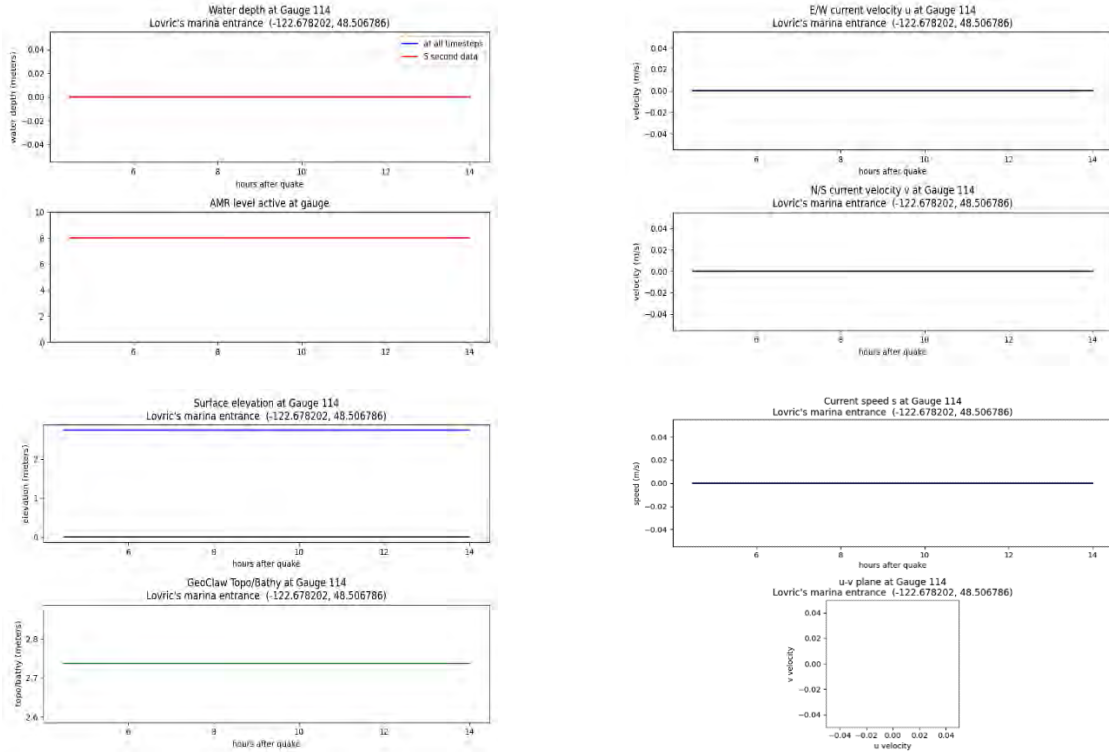 Water depth at Gauge 114
Lovric's marina entrance (-122.678202, 48.506786)
water depth (meters)
0.04
0.02
0.00
−0.02
−0.04
at all timesteps
5 second data
6
8
10
12
14
hours after quake
AMR level active at gauge
10
8
6
4
2
0
6
8
10
12
14
hours after quake
Surface elevation at Gauge 114
Lovric's marina entrance (-122.678202, 48.506786)
elevation (meters)
2
1
0
6
8
10
12
14
hours after quake
GeoClaw Topo/Bathy at Gauge 114
Lovric's marina entrance (-122.678202, 48.506786)
topo/bathy (meters)
2.8
2.7
2.6
6
8
10
12
14
hours after quake
E/W current velocity u at Gauge 114
Lovric's marina entrance (-122.678202, 48.506786)
velocity (m/s)
0.04
0.02
0.00
−0.02
−0.04
6
8
10
12
14
hours after quake
N/S current velocity v at Gauge 114
Lovric's marina entrance (-122.678202, 48.506786)
velocity (m/s)
0.04
0.02
0.00
−0.02
−0.04
6
8
10
12
14
hours after quake
Current speed s at Gauge 114
Lovric's marina entrance (-122.678202, 48.506786)
speed (m/s)
0.04
0.02
0.00
−0.02
−0.04
6
8
10
12
14
hours after quake
u-v plane at Gauge 114
Lovric's marina entrance (-122.678202, 48.506786)
v velocity
0.04
0.02
0.00
−0.02
−0.04
−0.04 −0.02 0.00 0.02 0.04
u velocity